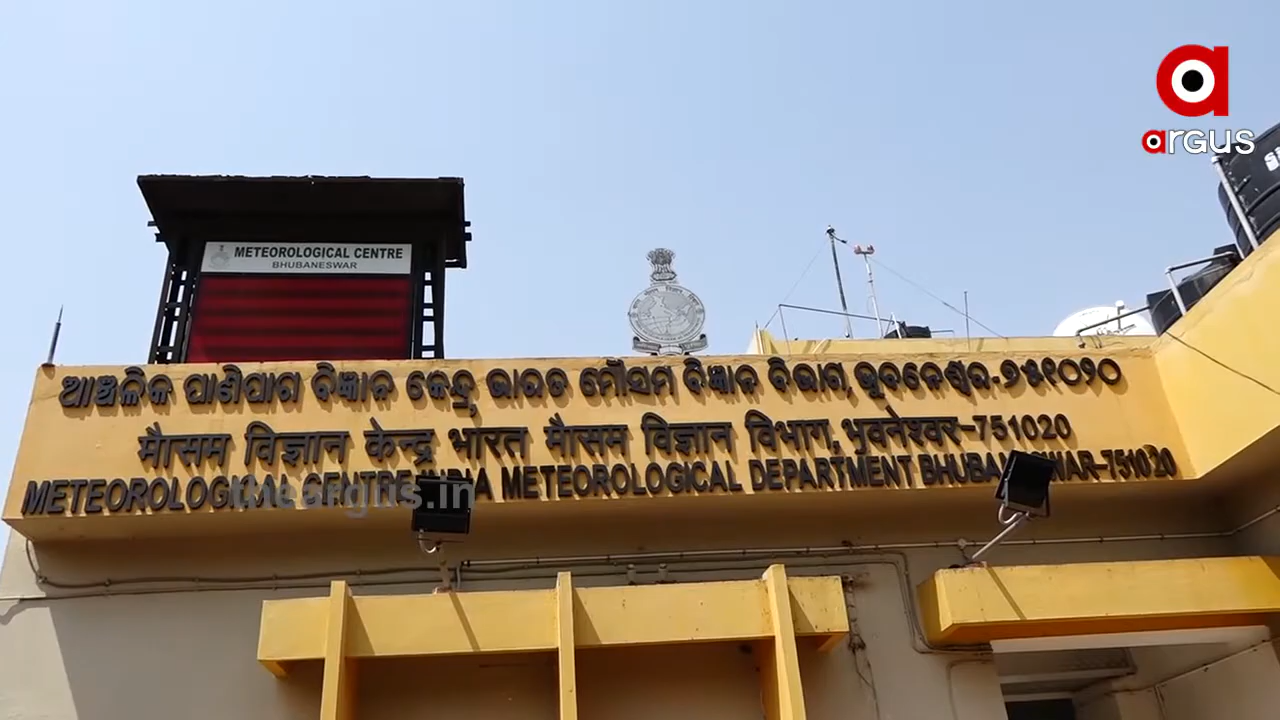 argus
METEOROLOGICAL CENTRE
BHUBANESWAR
ଆଞ୍ଚଳିକ ପାଣିପାଗ ବିଜ୍ଞାନ କେନ୍ଦ୍ର, ଭାରତ ମୌସମ ବିଜ୍ଞାନ ବିଭାଗ, ଭୁବନେଶ୍ୱର-୭୫୧୦୨୦
मौसम विज्ञान केन्द्र भारत मौसम विज्ञान विभाग, भुवनेश्वर-751020
METEOROLOGICAL CENTRE INDIA METEOROLOGICAL DEPARTMENT BHUBANESWAR-751020
theargus.in